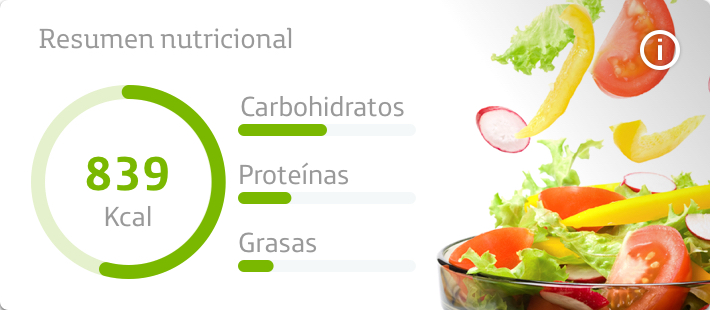 Resumen nutricional
i
839
Kcal
Carbohidratos
Proteínas
Grasas